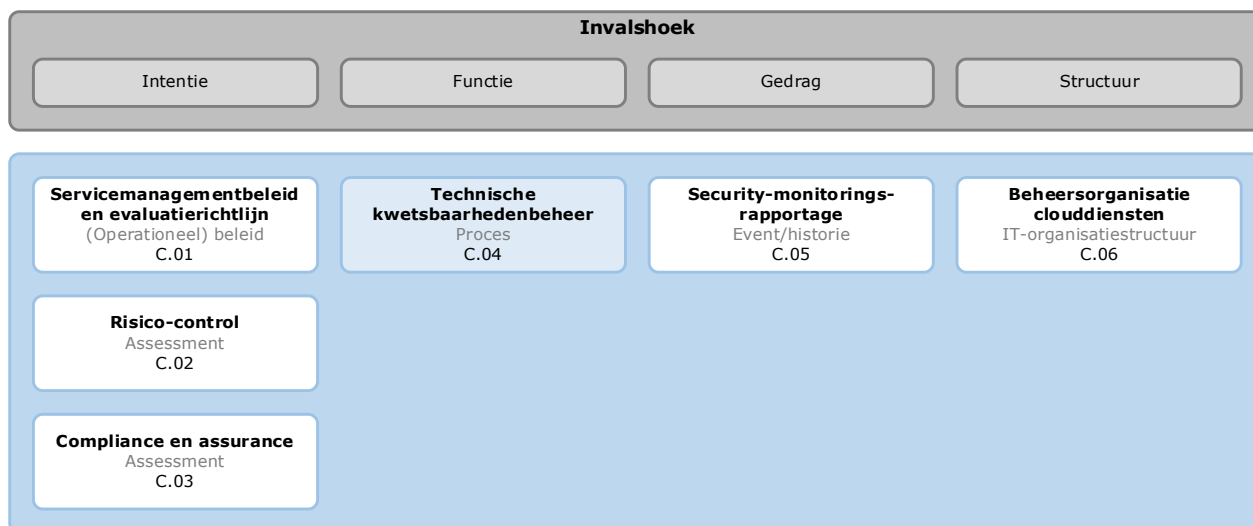 Invalshoek
Intentie
Functie
Gedrag
Structuur
Servicemanagementbeleid
en evaluatierichtlijn
(Operationeel) beleid
C.01
Technische
kwetsbaarhedenbeheer
Proces
C.04
Security-monitorings-
rapportage
Event/historie
C.05
Beheersorganisatie
clouddiensten
IT-organisatiestructuur
C.06
Risico-control
Assessment
C.02
Compliance en assurance
Assessment
C.03